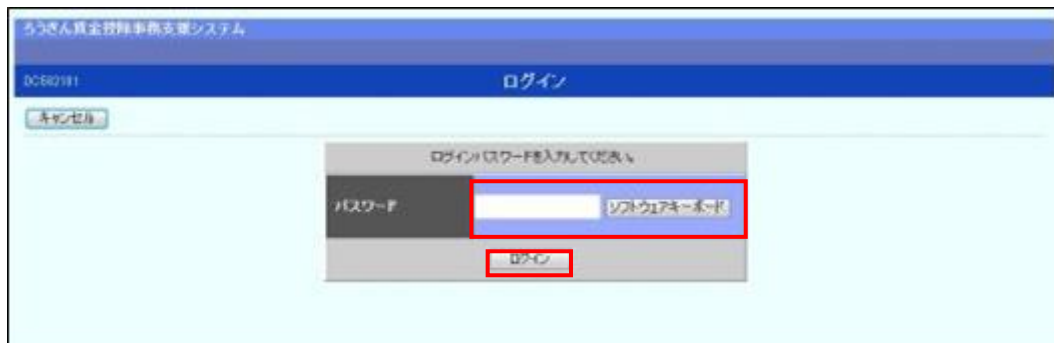 ろうきん賃金控除事務支援システム
DCS02101 ログイン
キャンセル
ログインパスワードを入力してください。
パスワード ソフトウェアキーボード
ログイン